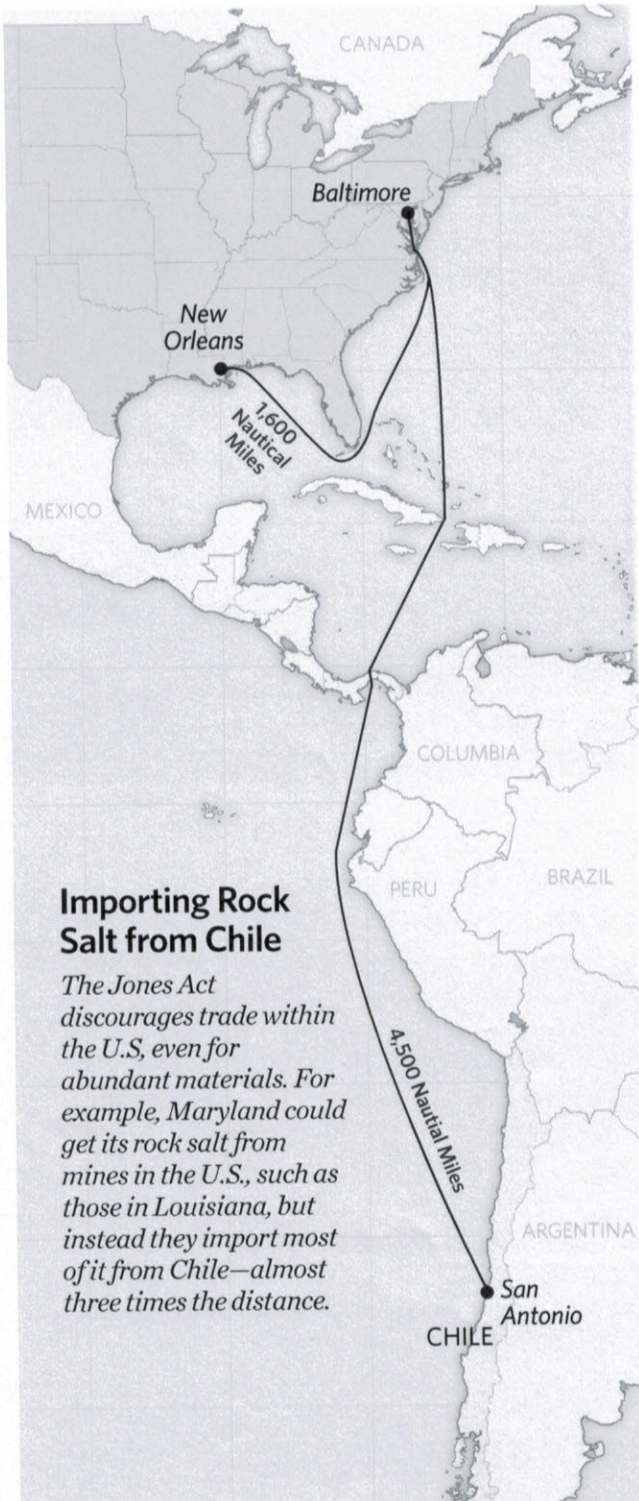 CANADA
Baltimore
New
Orleans
1,600
Nautical
Miles
MEXICO
COLUMBIA
PERU
BRAZIL
Importing Rock
Salt from Chile
The Jones Act
discourages trade within
the U.S, even for
abundant materials. For
example, Maryland could
get its rock salt from
mines in the U.S., such as
those in Louisiana, but
instead they import most
of it from Chile—almost
three times the distance.
4,500 Nautial Miles
ARGENTINA
San
Antonio
CHILE